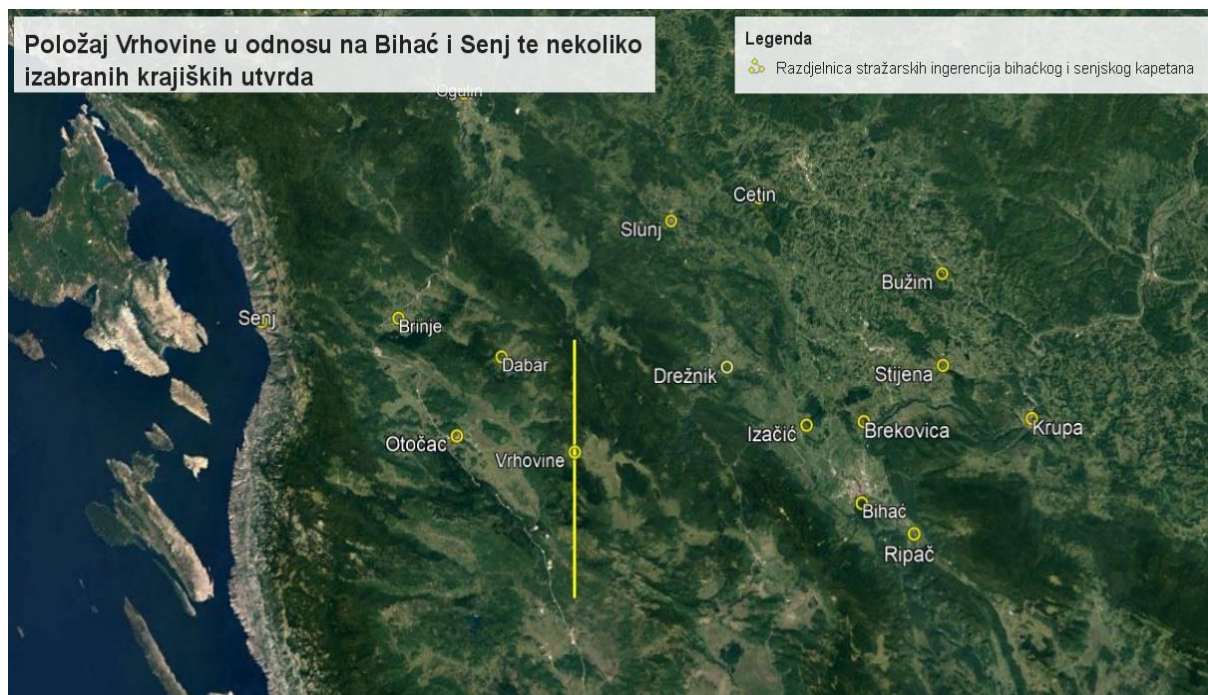 Položaj Vrhovine u odnosu na Bihać i Senj te nekoliko
izabranih krajiških utvrda
Legenda
Razdjelnica stražarskih ingerencija bihaćkog i senjskog kapetana
Ogulin
Cetin
Slunj
Bužim
Senj
Brinje
Dabar
Drežnik
Stijena
Otočac
Izačić
Brekovica
Krupa
Vrhovine
Bihać
Ripač